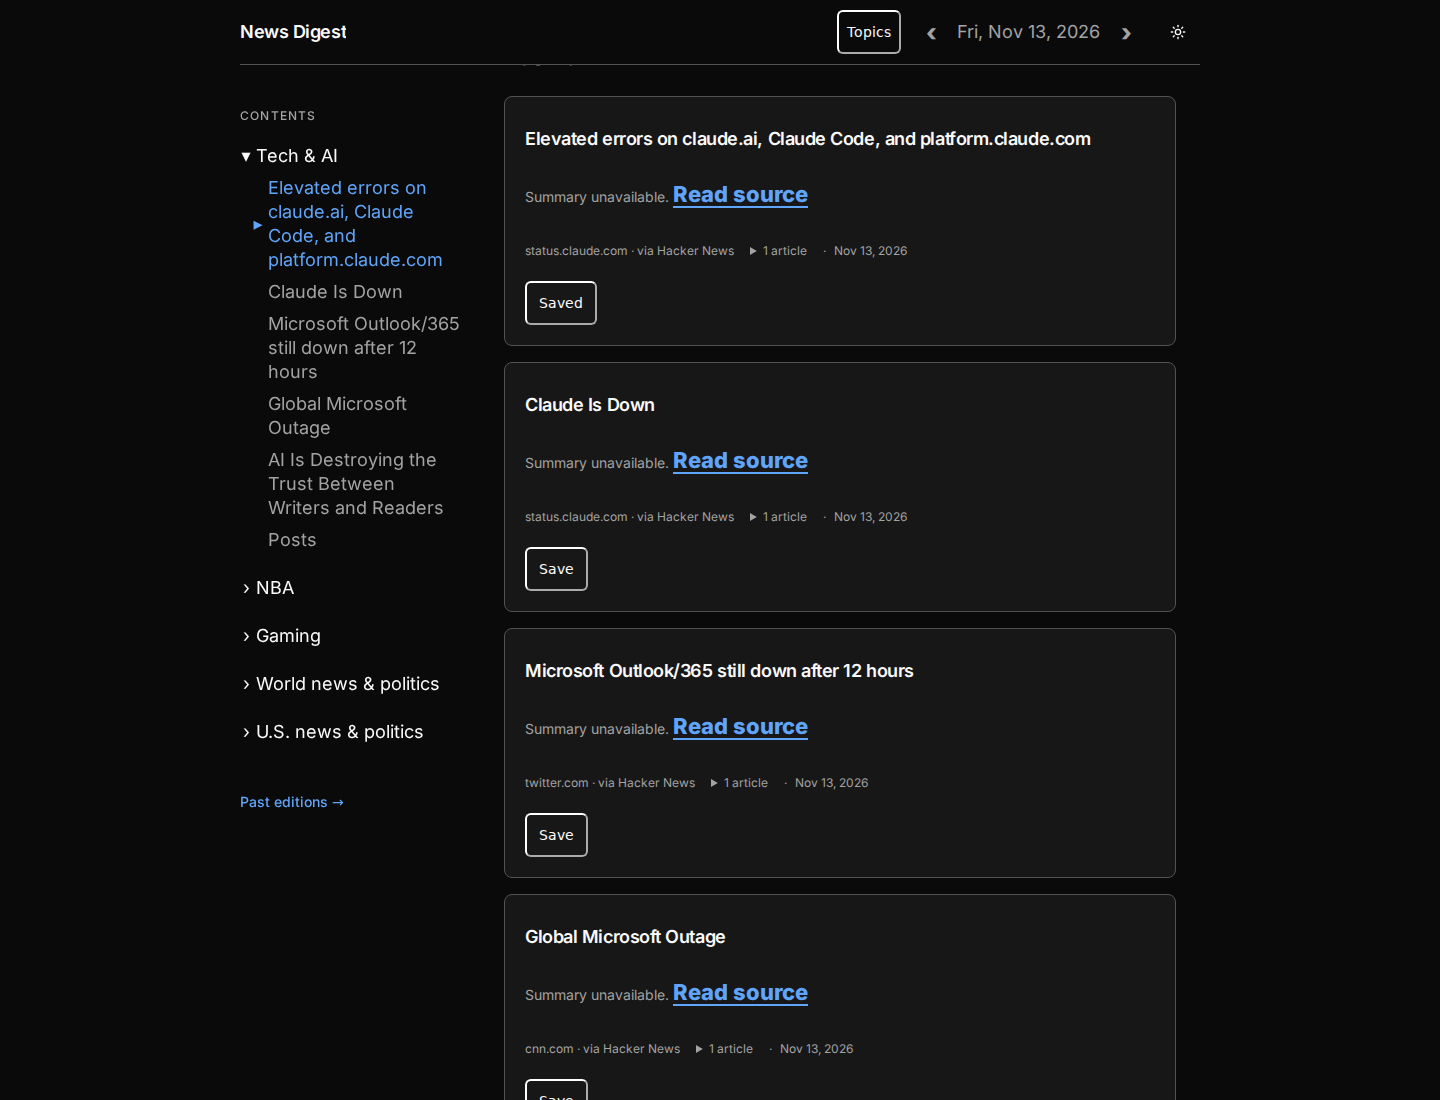 News Digest
Topics
‹ Fri, Nov 13, 2026 ›
CONTENTS
▾ Tech & AI
▸ Elevated errors on
claude.ai, Claude
Code, and
platform.claude.com
Claude Is Down
Microsoft Outlook/365
still down after 12
hours
Global Microsoft
Outage
AI Is Destroying the
Trust Between
Writers and Readers
Posts
› NBA
› Gaming
› World news & politics
› U.S. news & politics
Past editions →
Elevated errors on claude.ai, Claude Code, and platform.claude.com
Summary unavailable. Read source
status.claude.com · via Hacker News ▸ 1 article · Nov 13, 2026
Saved
Claude Is Down
Summary unavailable. Read source
status.claude.com · via Hacker News ▸ 1 article · Nov 13, 2026
Save
Microsoft Outlook/365 still down after 12 hours
Summary unavailable. Read source
twitter.com · via Hacker News ▸ 1 article · Nov 13, 2026
Save
Global Microsoft Outage
Summary unavailable. Read source
cnn.com · via Hacker News ▸ 1 article · Nov 13, 2026
Save